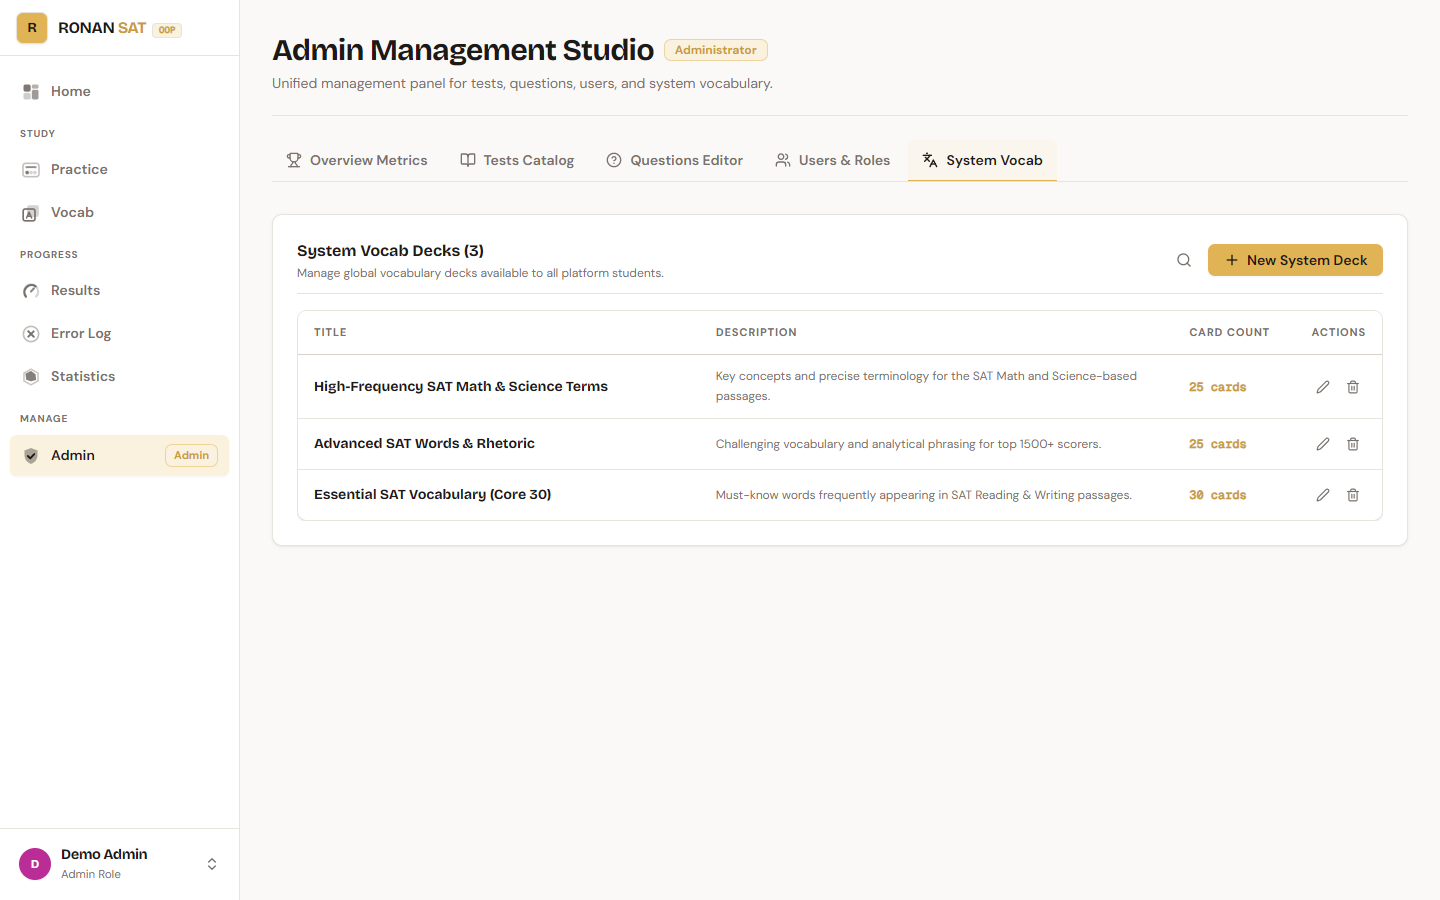 R RONAN SAT OOP
Home
STUDY
Practice
Vocab
PROGRESS
Results
Error Log
Statistics
MANAGE
Admin Admin
D Demo Admin
Admin Role
Admin Management Studio Administrator
Unified management panel for tests, questions, users, and system vocabulary.
Overview Metrics Tests Catalog Questions Editor Users & Roles System Vocab
System Vocab Decks (3)
Manage global vocabulary decks available to all platform students.
New System Deck
TITLE DESCRIPTION CARD COUNT ACTIONS
High-Frequency SAT Math & Science Terms
Key concepts and precise terminology for the SAT Math and Science-based
passages.
25 cards
Advanced SAT Words & Rhetoric Challenging vocabulary and analytical phrasing for top 1500+ scorers. 25 cards
Essential SAT Vocabulary (Core 30) Must-know words frequently appearing in SAT Reading & Writing passages. 30 cards